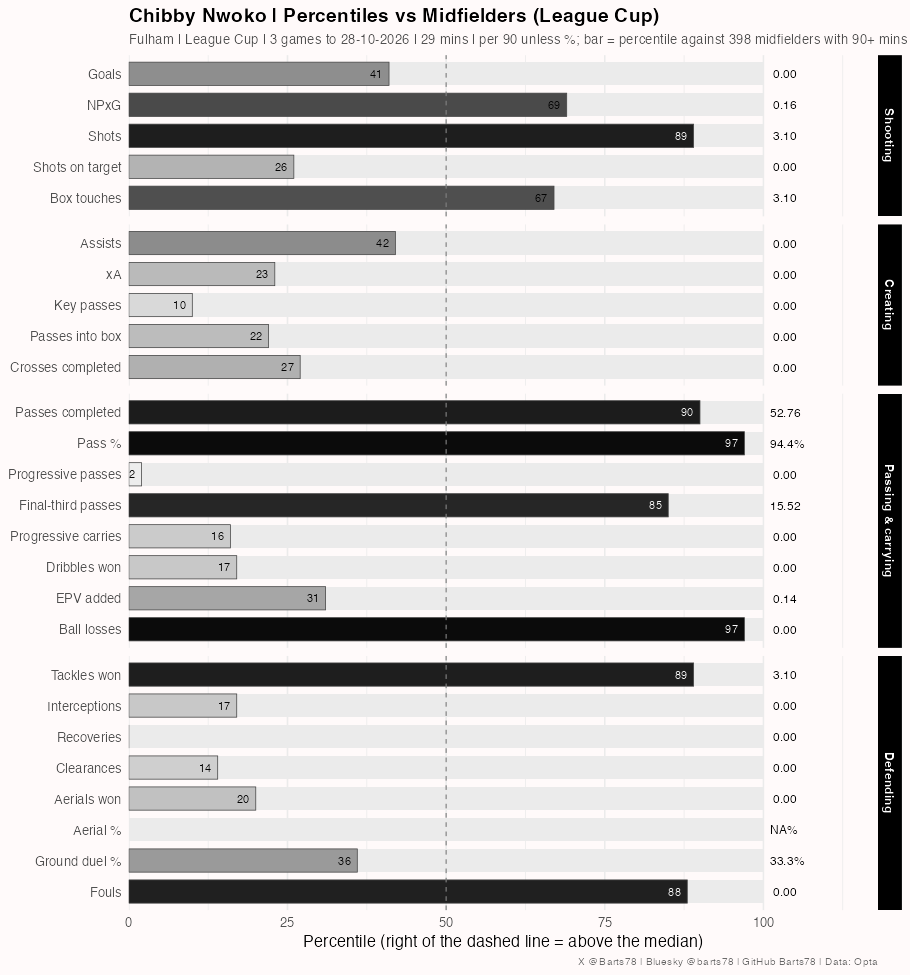 Chibby Nwoko | Percentiles vs Midfielders (League Cup)
Fulham | League Cup | 3 games to 28-10-2026 | 29 mins | per 90 unless %; bar = percentile against 398 midfielders with 90+ mins
Goals 41 0.00
NPxG 69 0.16
Shots 89 3.10
Shots on target 26 0.00
Box touches 67 3.10
Shooting
Assists 42 0.00
xA 23 0.00
Key passes 10 0.00
Passes into box 22 0.00
Crosses completed 27 0.00
Creating
Passes completed 90 52.76
Pass % 97 94.4%
Progressive passes 2 0.00
Final-third passes 85 15.52
Progressive carries 16 0.00
Dribbles won 17 0.00
EPV added 31 0.14
Ball losses 97 0.00
Passing & carrying
Tackles won 89 3.10
Interceptions 17 0.00
Recoveries 0.00
Clearances 14 0.00
Aerials won 20 0.00
Aerial % NA%
Ground duel % 36 33.3%
Fouls 88 0.00
Defending
0 25 50 75 100
Percentile (right of the dashed line = above the median)
X @Barts78 | Bluesky @barts78 | GitHub Barts78 | Data: Opta